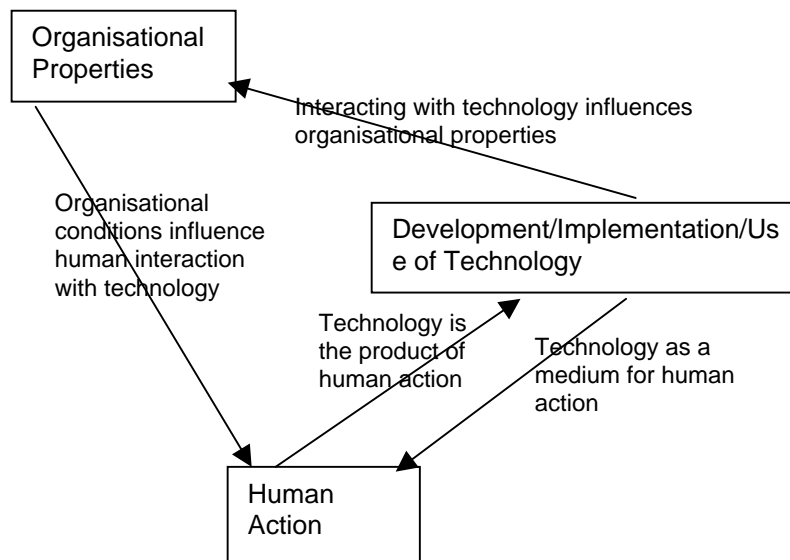 Organisational
Properties
Interacting with technology influences
organisational properties
Organisational
conditions influence
human interaction
with technology
Development/Implementation/Us
e of Technology
Technology is
the product of
human action
Technology as a
medium for human
action
Human
Action